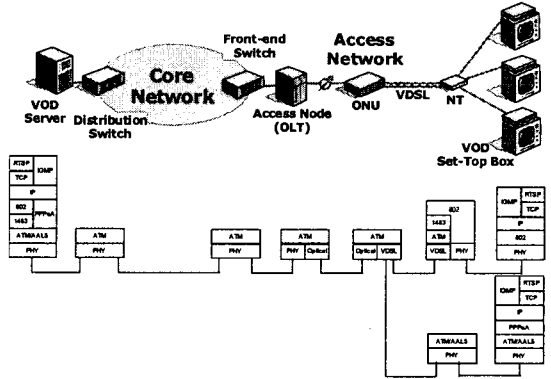 Front-end
Switch
Access
Network
Core
Network
VOD
Server
Distribution
Switch
Access Node
(OLT)
ONU
VDSL
NT
VOD
Set-Top Box
RTSP
TCP
IGMP
IP
802
1483
PPPoA
ATM/AAL5
PHY
ATM
PHY
ATM
PHY
ATM
PHY
Optical
ATM
Optical
VDSL
802
1483
ATM
VDSL
PHY
IGMP
RTSP
TCP
IP
802
PHY
IGMP
RTSP
TCP
IP
PPPoA
ATM/AAL5
PHY
ATM/AAL5
PHY